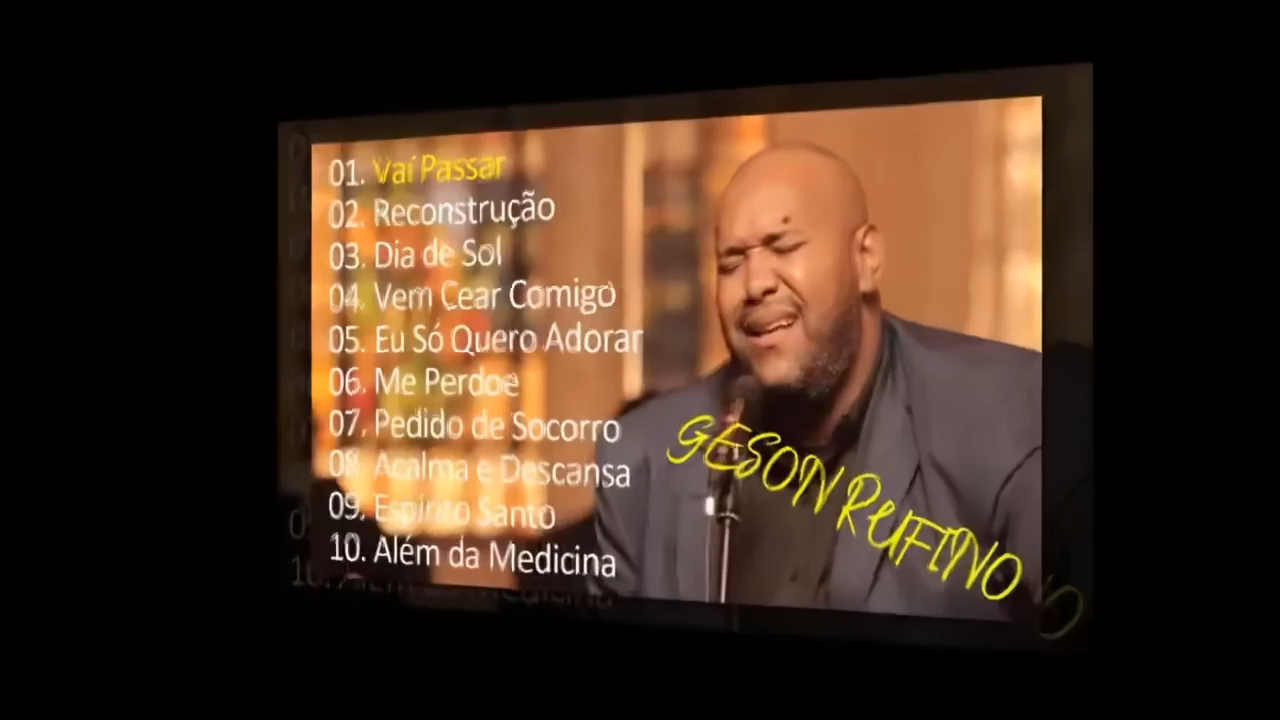 01. Vai Passar
02. Reconstrução
03. Dia de Sol
04. Vem Cear Comigo
05. Eu Só Quero Adorar
06. Me Perdoe
07. Pedido de Socorro
08. Acalma e Descansa
09. Espírito Santo
10. Além da Medicina
GESON RUFINO